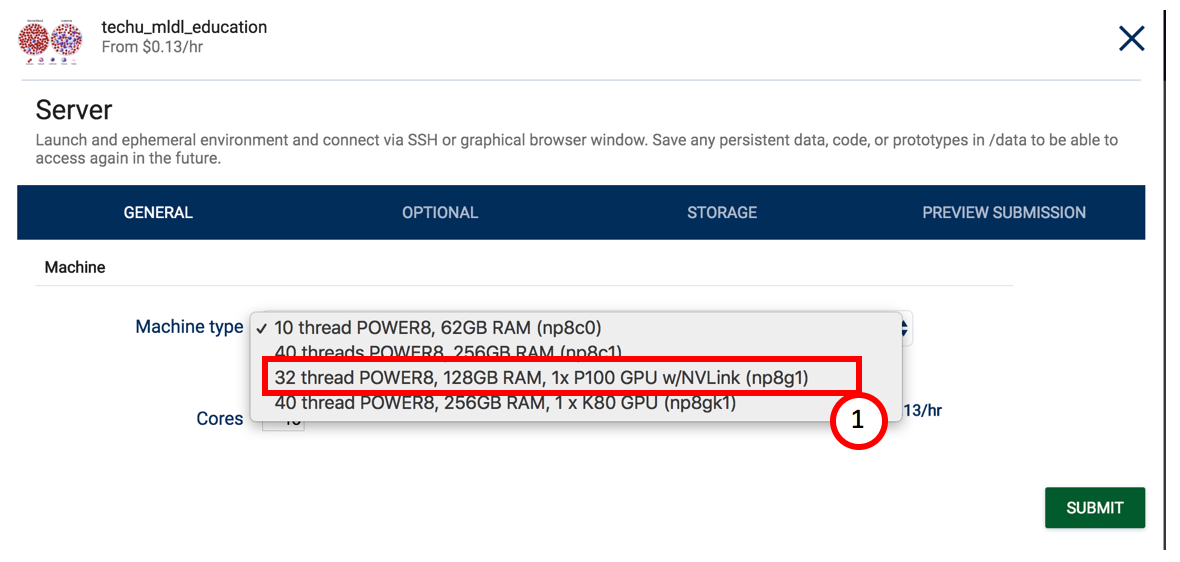 techu_mldl_education
From $0.13/hr
Server
Launch and ephemeral environment and connect via SSH or graphical browser window. Save any persistent data, code, or prototypes in /data to be able to
access again in the future.
GENERAL OPTIONAL STORAGE PREVIEW SUBMISSION
Machine
Machine type ✓ 10 thread POWER8, 62GB RAM (np8c0)
40 threads POWER8, 256GB RAM (np8c1)
32 thread POWER8, 128GB RAM, 1x P100 GPU w/NVLink (np8g1)
40 thread POWER8, 256GB RAM, 1 x K80 GPU (np8gk1)
1
Cores 13/hr
SUBMIT